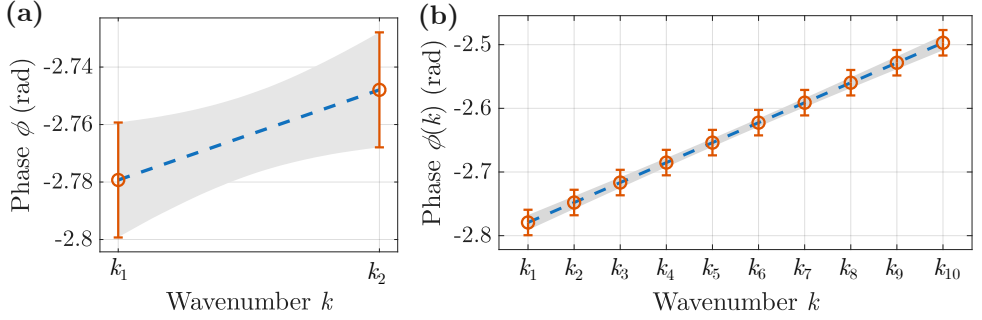 (a)
Phase ϕ (rad)
-2.74
-2.76
-2.78
-2.8
k₁ k₂
Wavenumber k
(b)
Phase ϕ(k) (rad)
-2.5
-2.6
-2.7
-2.8
k₁ k₂ k₃ k₄ k₅ k₆ k₇ k₈ k₉ k₁₀
Wavenumber k